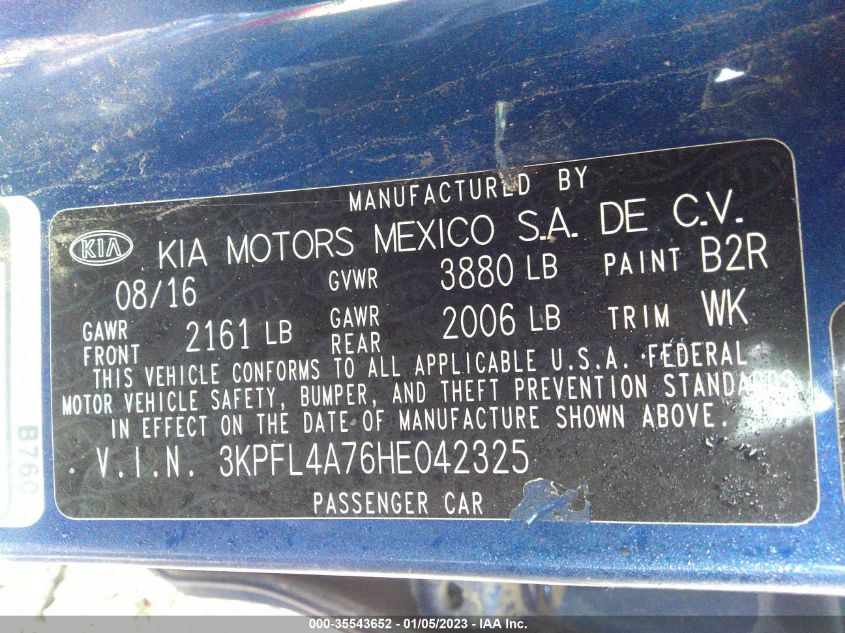 MANUFACTURED BY
KIA KIA MOTORS MEXICO S.A. DE C.V.
08/16 GVWR 3880 LB PAINT B2R
GAWR FRONT 2161 LB GAWR REAR 2006 LB TRIM WK
THIS VEHICLE CONFORMS TO ALL APPLICABLE U.S.A. FEDERAL
MOTOR VEHICLE SAFETY, BUMPER, AND THEFT PREVENTION STANDARDS
IN EFFECT ON THE DATE OF MANUFACTURE SHOWN ABOVE.
V.I.N. 3KPFL4A76HE042325
PASSENGER CAR
B760
000-35543652 - 01/05/2023 - © IAA Inc.